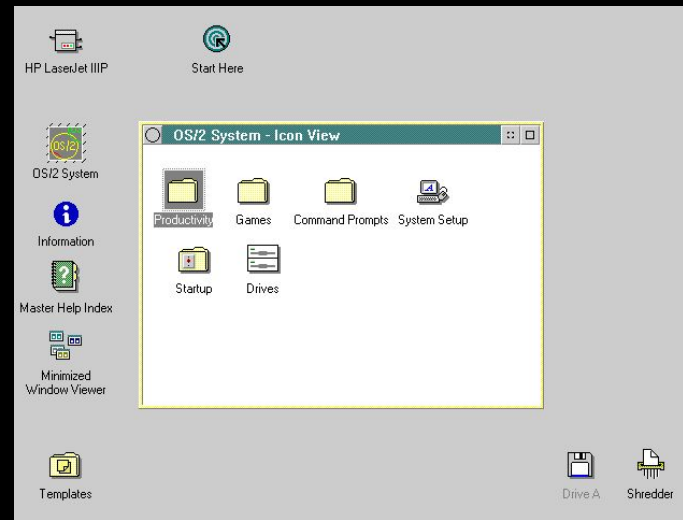 HP LaserJet IIIP
Start Here
OS/2
OS/2 System
OS/2 System - Icon View
Productivity
Games
Command Prompts
System Setup
Startup
Drives
Information
Master Help Index
Minimized
Window Viewer
Templates
Drive A
Shredder